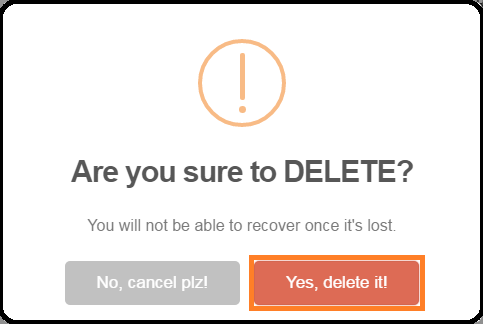 Are you sure to DELETE?
You will not be able to recover once it's lost.
No, cancel plz!
Yes, delete it!